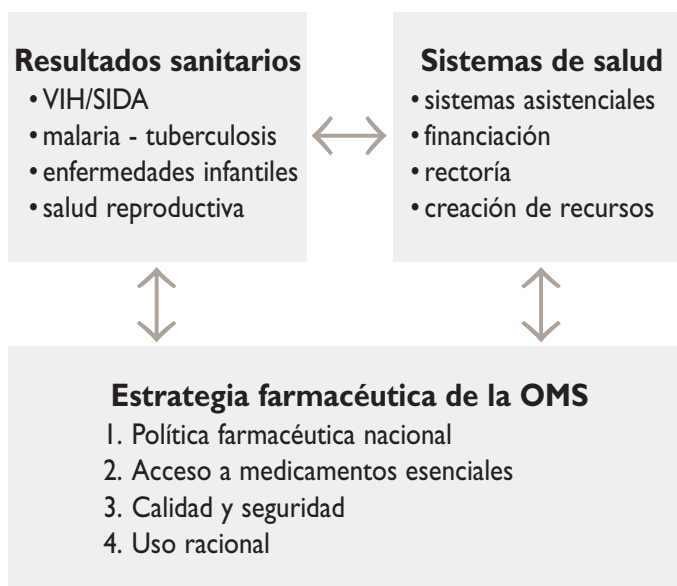 Resultados sanitarios
• VIH/SIDA
• malaria - tuberculosis
• enfermedades infantiles
• salud reproductiva
Sistemas de salud
• sistemas asistenciales
• financiación
• rectoría
• creación de recursos
Estrategia farmacéutica de la OMS
1. Política farmacéutica nacional
2. Acceso a medicamentos esenciales
3. Calidad y seguridad
4. Uso racional